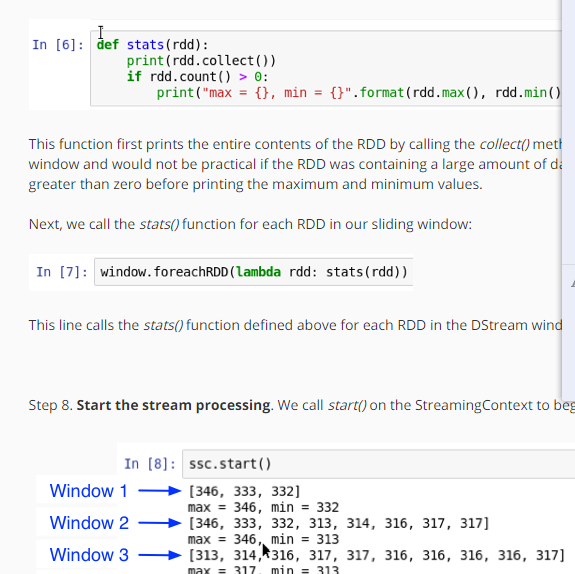 In [6]: def stats(rdd):
print(rdd.collect())
if rdd.count() > 0:
print("max = {}, min = {}".format(rdd.max(), rdd.min()
This function first prints the entire contents of the RDD by calling the collect()
window and would not be practical if the RDD was containing a large amount of
greater than zero before printing the maximum and minimum values.
Next, we call the stats() function for each RDD in our sliding window:
In [7]: window.foreachRDD(lambda rdd: stats(rdd))
This line calls the stats() function defined above for each RDD in the DStream wind
Step 8. Start the stream processing. We call start() on the StreamingContext to beg
In [8]: ssc.start()
Window 1 [346, 333, 332]
max = 346, min = 332
Window 2 [346, 333, 332, 313, 314, 316, 317, 317]
max = 346, min = 313
Window 3 [313, 314, 316, 317, 317, 316, 316, 316, 316, 317]
max = 317, min = 313